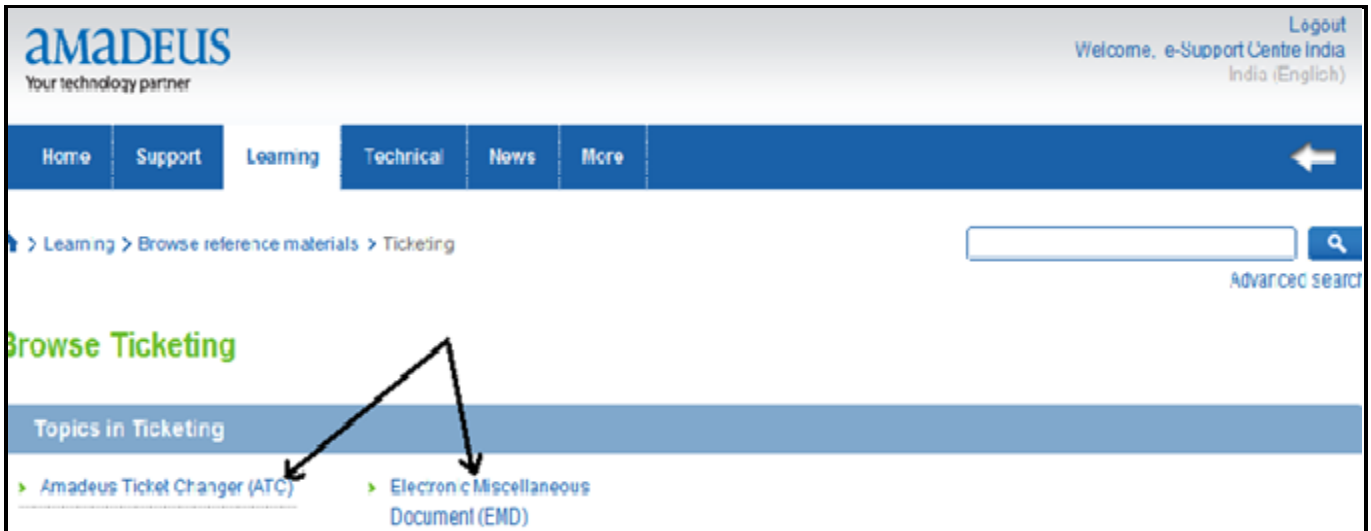 Logout
amadeus
Welcome, e-Support Centre India
Your technology partner
India (English)
Home Support Learning Technical News More
> Learning > Browse reference materials > Ticketing
Advanced search
Browse Ticketing
Topics in Ticketing
> Amadeus Ticket Changer (ATC)
> Electronic Miscellaneous
Document (EMD)